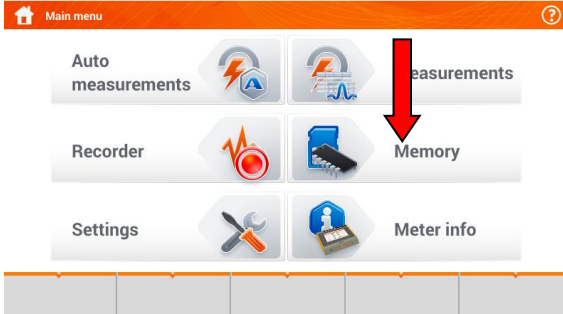 Main menu ?
Auto
measurements
easurements
Recorder
Memory
Settings
Meter info